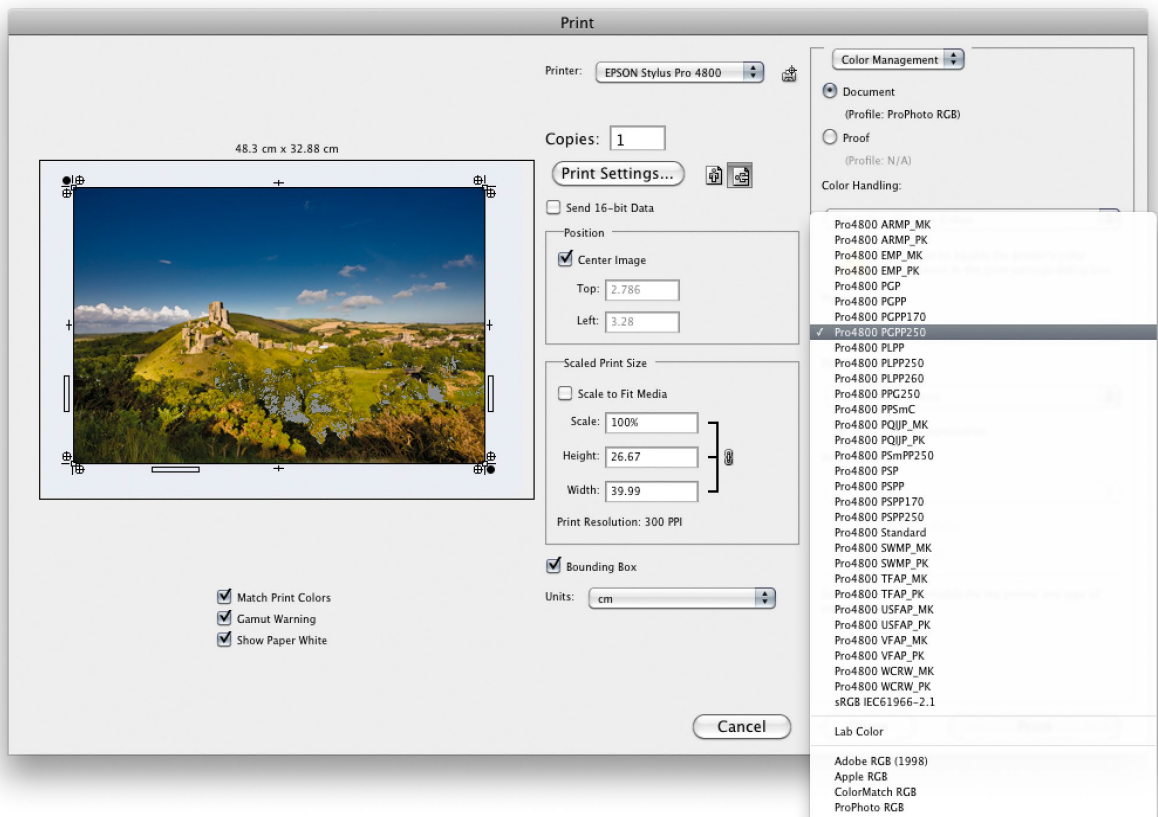 Print
Printer: EPSON Stylus Pro 4800
Copies: 1
Print Settings...
Send 16-bit Data
Position
Center Image
Top: 2.786
Left: 3.28
Scaled Print Size
Scale to Fit Media
Scale: 100%
Height: 26.67
Width: 39.99
Print Resolution: 300 PPI
Bounding Box
Units: cm
48.3 cm x 32.88 cm
Match Print Colors
Gamut Warning
Show Paper White
Cancel
Color Management
Document
(Profile: ProPhoto RGB)
Proof
(Profile: N/A)
Color Handling:
Pro4800 ARMP_MK
Pro4800 ARMP_PK
Pro4800 EMP_MK
Pro4800 EMP_PK
Pro4800 PGP
Pro4800 PGPP
Pro4800 PGPP170
✓ Pro4800 PGPP250
Pro4800 PLPP
Pro4800 PLPP250
Pro4800 PLPP260
Pro4800 PPG250
Pro4800 PPSmC
Pro4800 PQIJP_MK
Pro4800 PQIJP_PK
Pro4800 PSmPP250
Pro4800 PSP
Pro4800 PSPP
Pro4800 PSPP170
Pro4800 PSPP250
Pro4800 Standard
Pro4800 SWMP_MK
Pro4800 SWMP_PK
Pro4800 TFAP_MK
Pro4800 TFAP_PK
Pro4800 USFAP_MK
Pro4800 USFAP_PK
Pro4800 VFAP_MK
Pro4800 VFAP_PK
Pro4800 WCRW_MK
Pro4800 WCRW_PK
sRGB IEC61966-2.1
Lab Color
Adobe RGB (1998)
Apple RGB
ColorMatch RGB
ProPhoto RGB